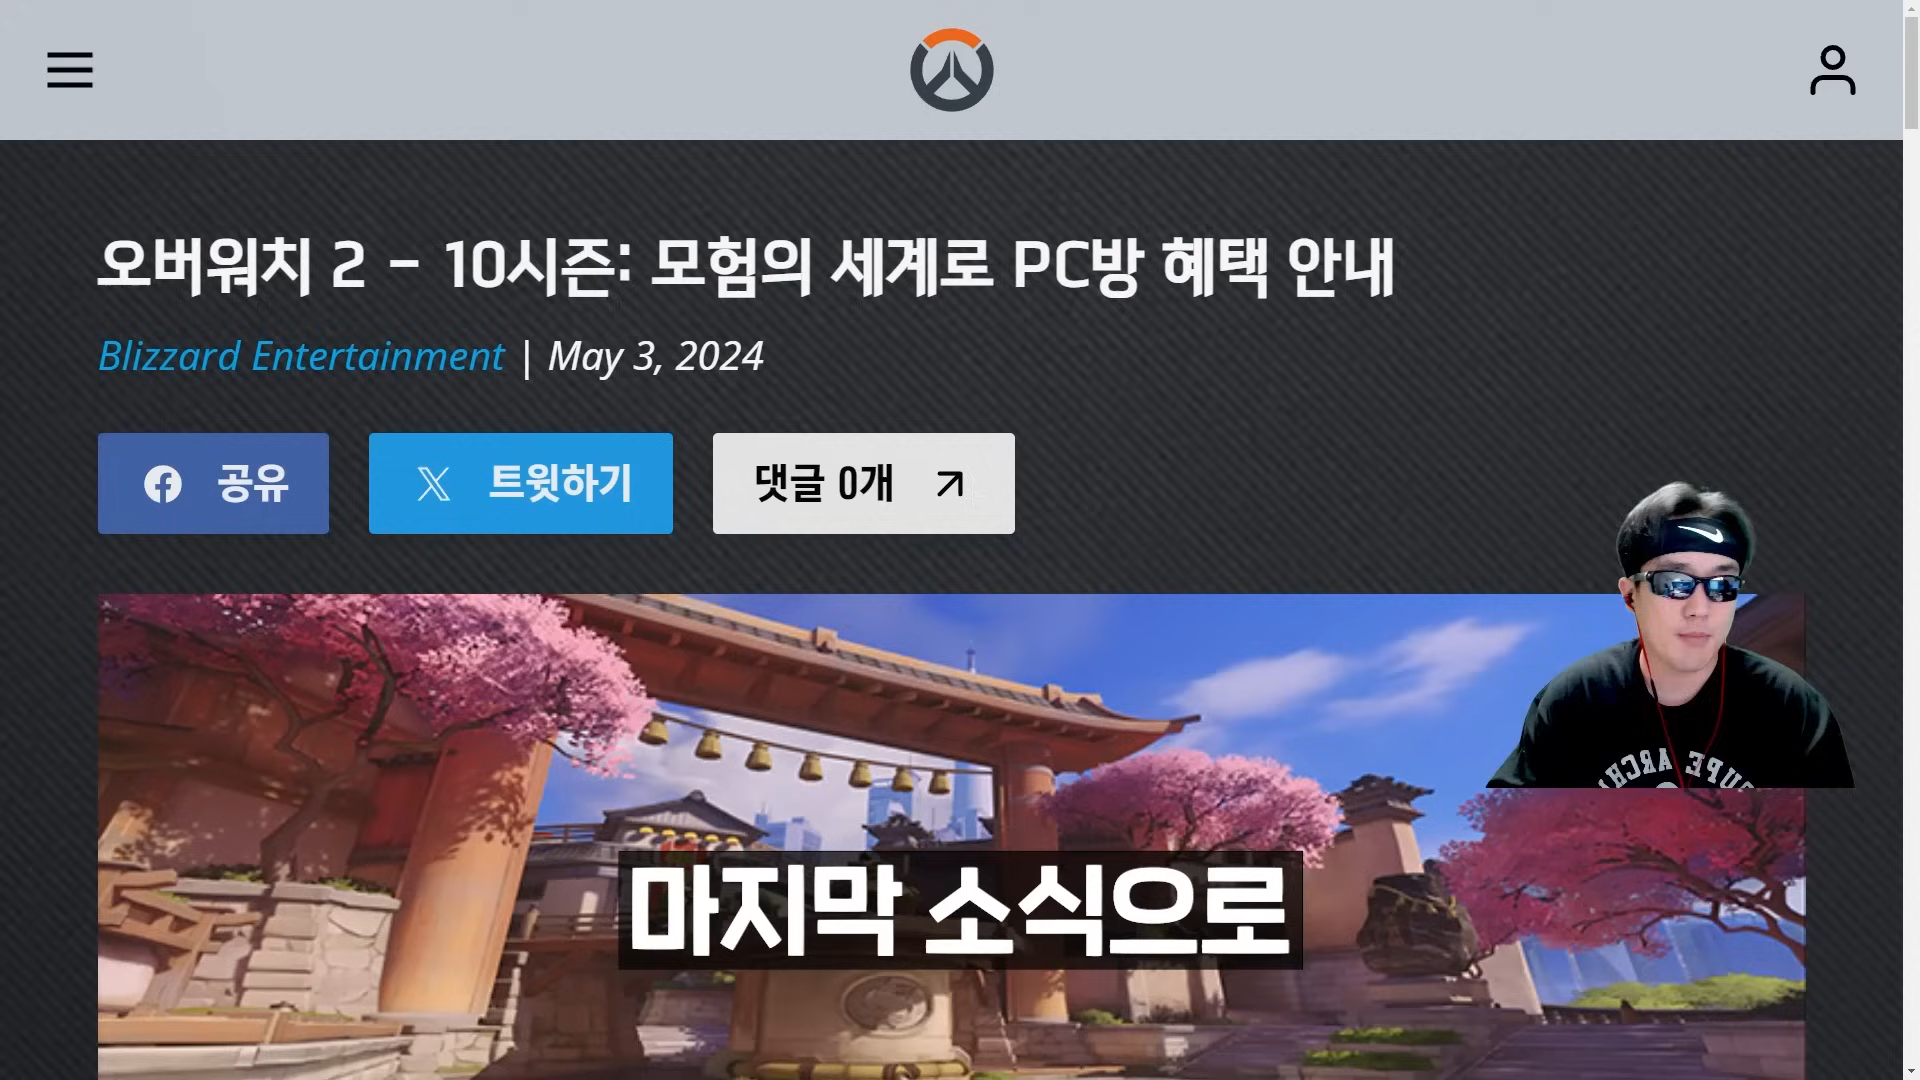 오버워치 2 - 10시즌: 모험의 세계로 PC방 혜택 안내
Blizzard Entertainment | May 3, 2024
공유
트윗하기
댓글 0개
마지막 소식으로